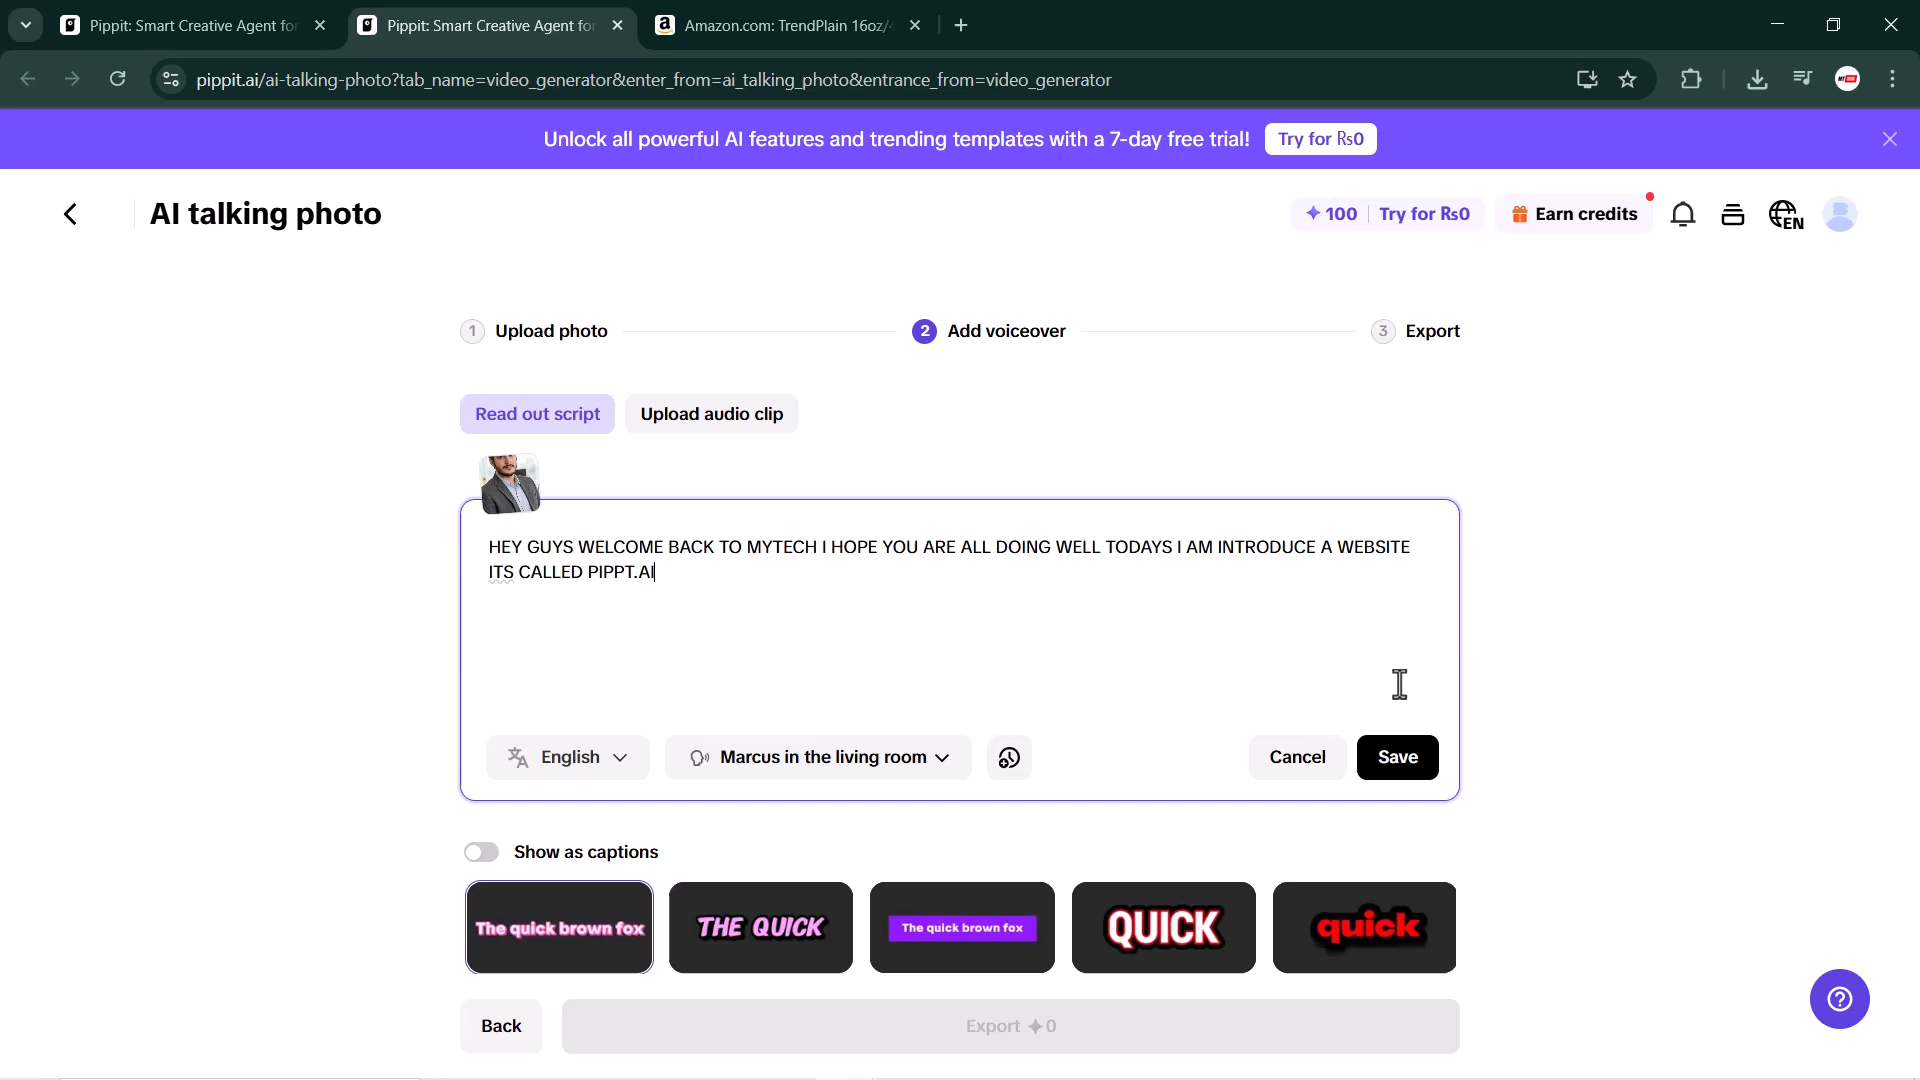 Pippit: Smart Creative Agent for
Pippit: Smart Creative Agent for
Amazon.com: TrendPlain 16oz/
pippit.ai/ai-talking-photo?tab_name=video_generator&enter_from=ai_talking_photo&entrance_from=video_generator
Unlock all powerful AI features and trending templates with a 7-day free trial! Try for Rs0
AI talking photo
100 Try for Rs0
Earn credits
EN
1 Upload photo
2 Add voiceover
3 Export
Read out script
Upload audio clip
HEY GUYS WELCOME BACK TO MYTECH I HOPE YOU ARE ALL DOING WELL TODAYS I AM INTRODUCE A WEBSITE
ITS CALLED PIPPT.AI
English
Marcus in the living room
Cancel
Save
Show as captions
The quick brown fox
THE QUICK
The quick brown fox
QUICK
quick
Back
Export 0